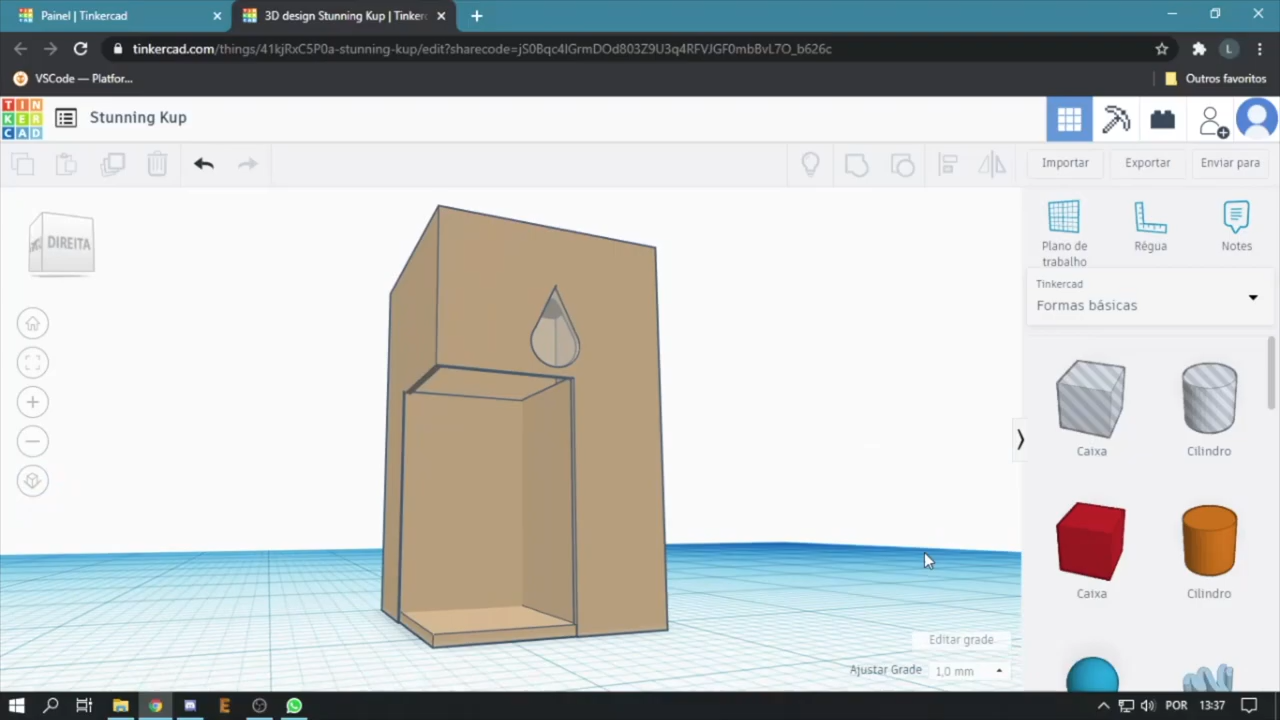 Painel | Tinkercad
3D design Stunning Kup | Tinker
tinkercad.com/things/41kjRxC5P0a-stunning-kup/edit?sharecode=jS0Bqc4lGrmDOd803Z9U3q4RFVJGF0mbBvL7O_b626c
L
VSCode — Platfor...
Outros favoritos
TIN
KER
CAD
Stunning Kup
Importar
Exportar
Enviar para
DIREITA
Plano de
trabalho
Régua
Notes
Tinkercad
Formas básicas
Caixa
Cilindro
Caixa
Cilindro
Editar grade
Ajustar Grade
1,0 mm
POR
13:37